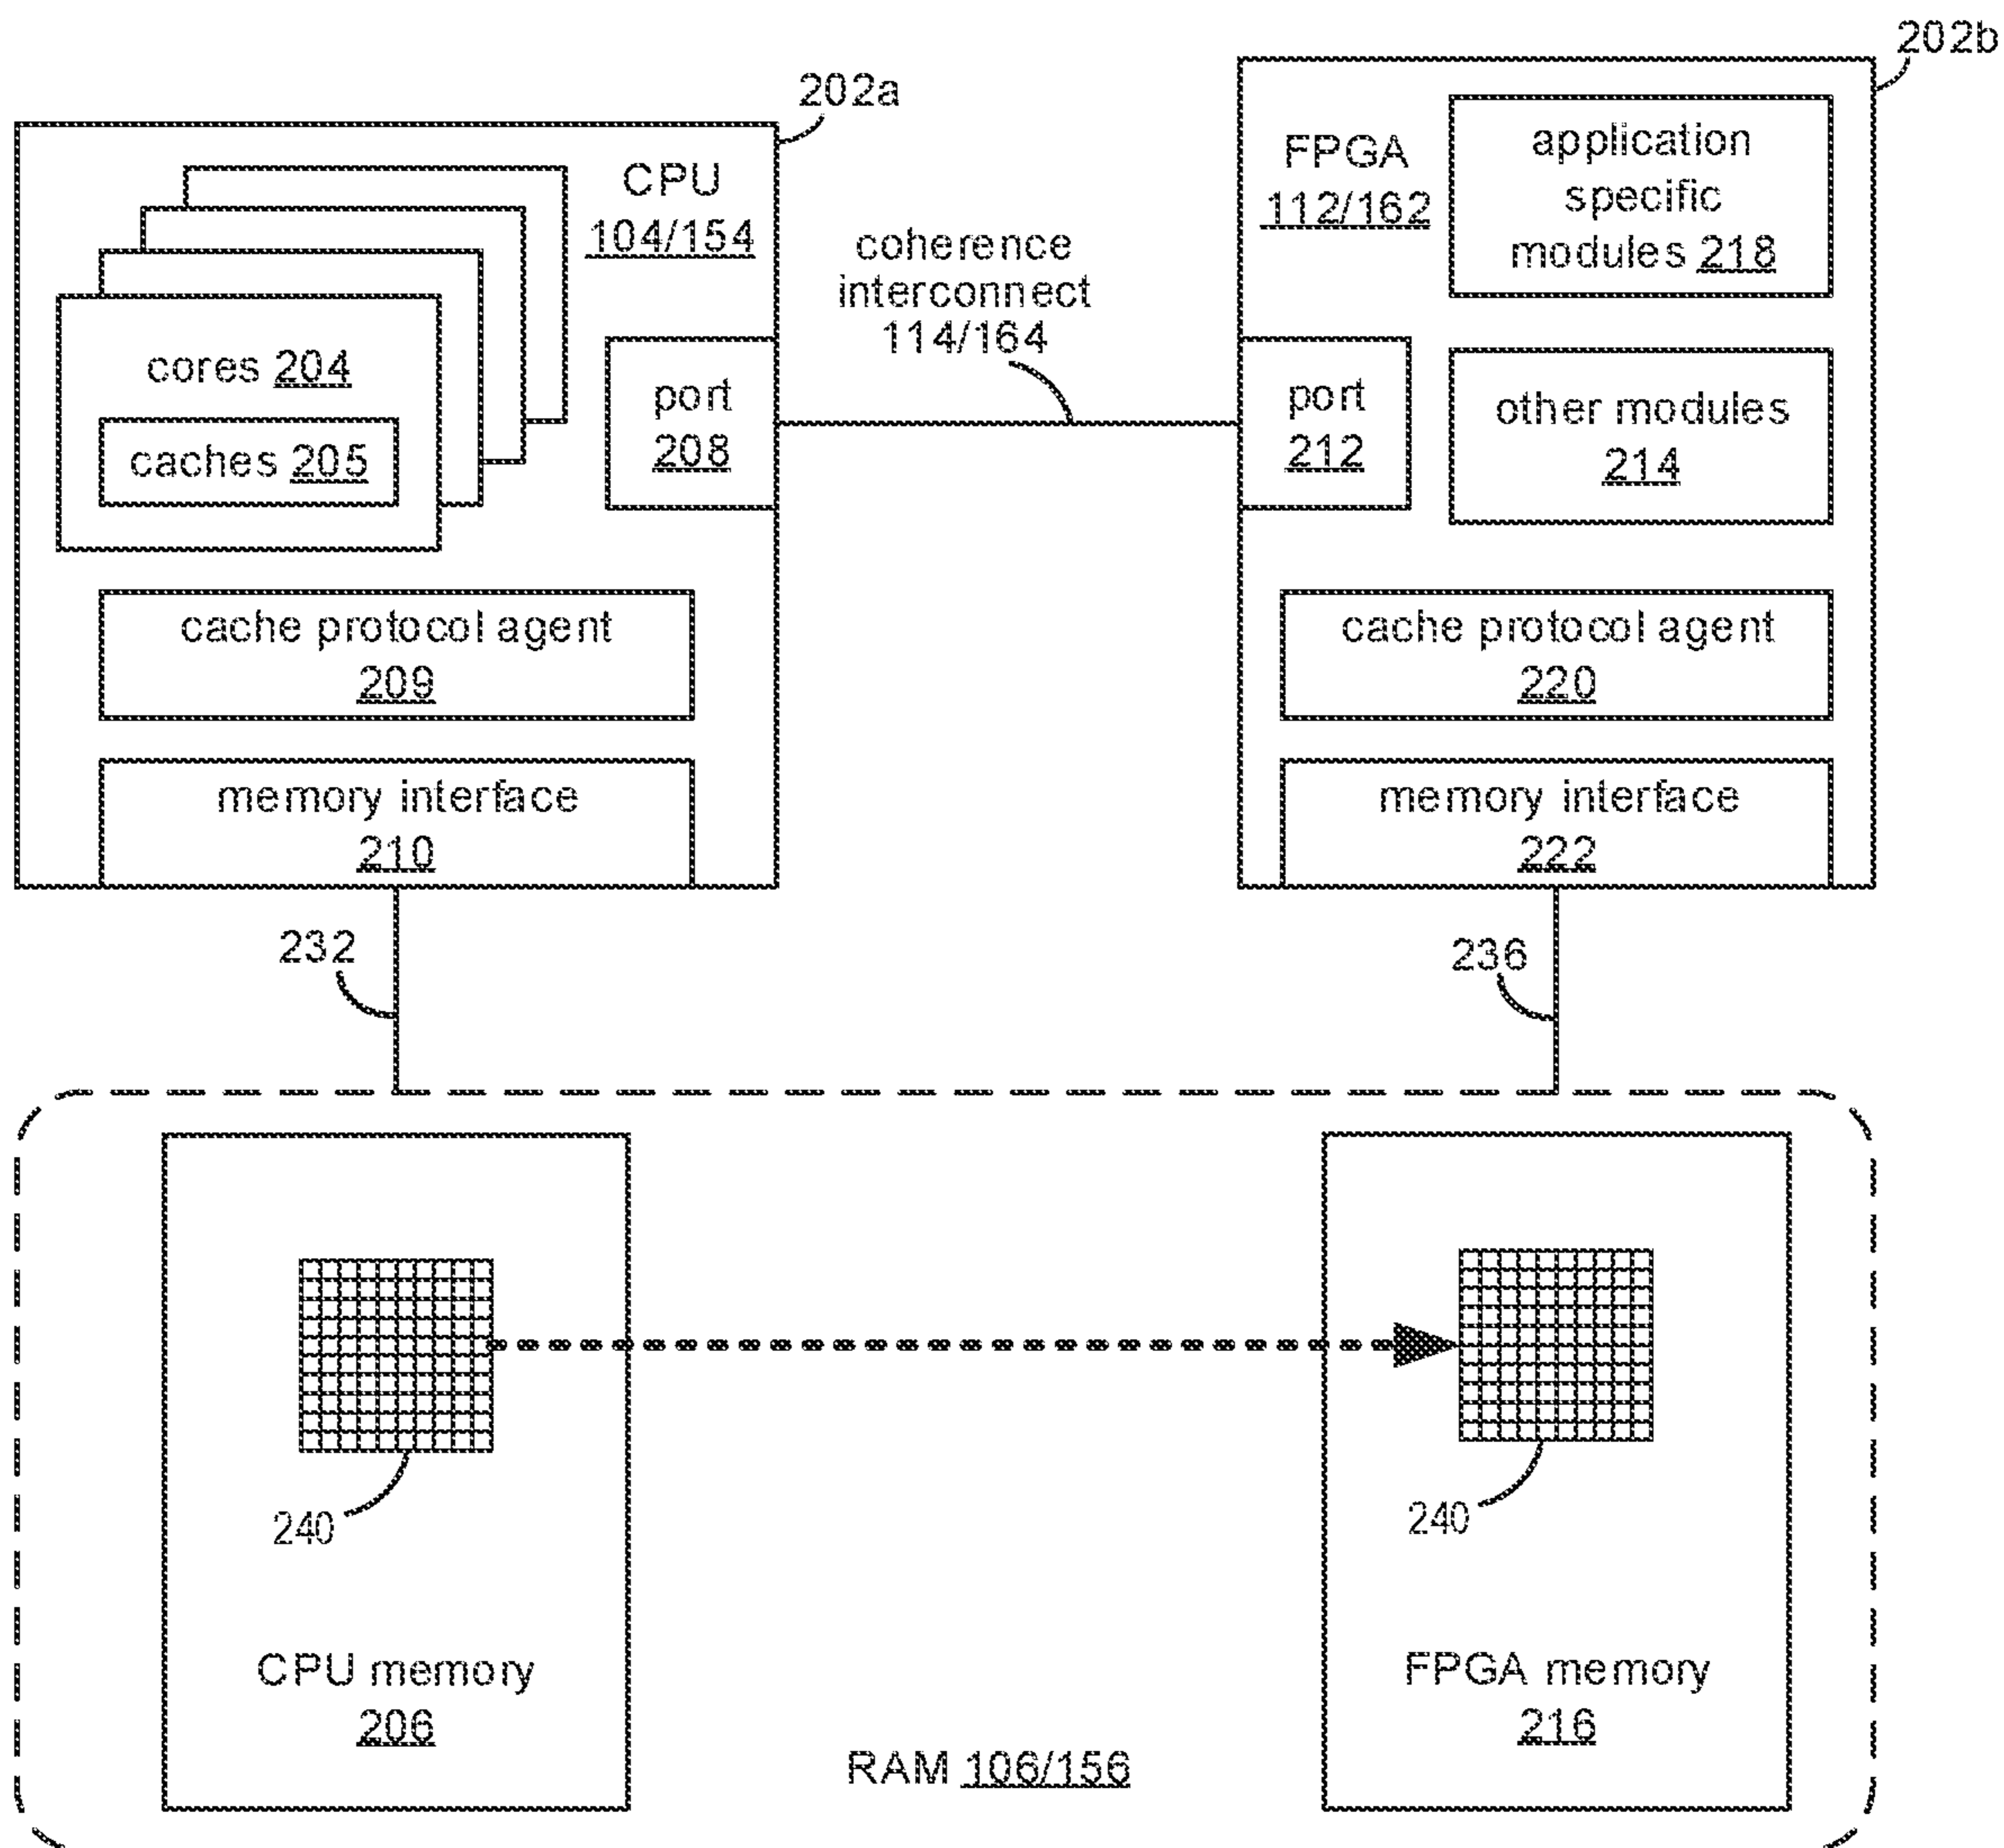 202b
202a
CPU
104/154
cores 204
caches 205
port
208
cache protocol agent
209
memory interface
210
coherence
interconnect
114/164
FPGA
112/162
application
specific
modules 218
port
212
other modules
214
cache protocol agent
220
memory interface
222
232
236
240
240
CPU memory
206
FPGA memory
216
RAM 106/156